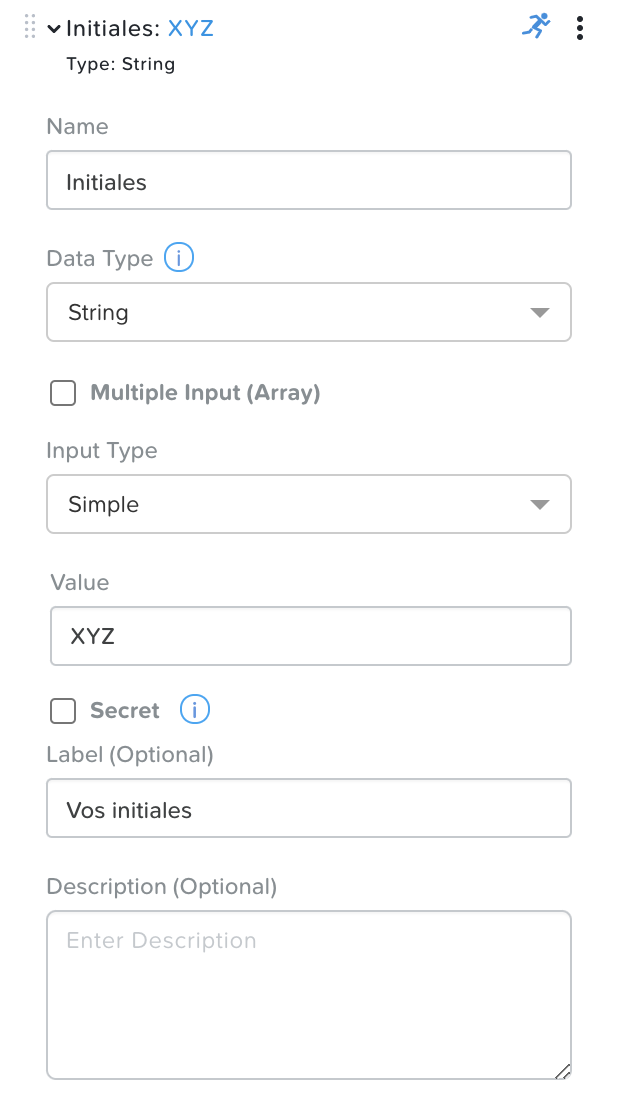 Initiales: XYZ
Type: String
Name
Initiales
Data Type
String
Multiple Input (Array)
Input Type
Simple
Value
XYZ
Secret
Label (Optional)
Vos initiales
Description (Optional)
Enter Description